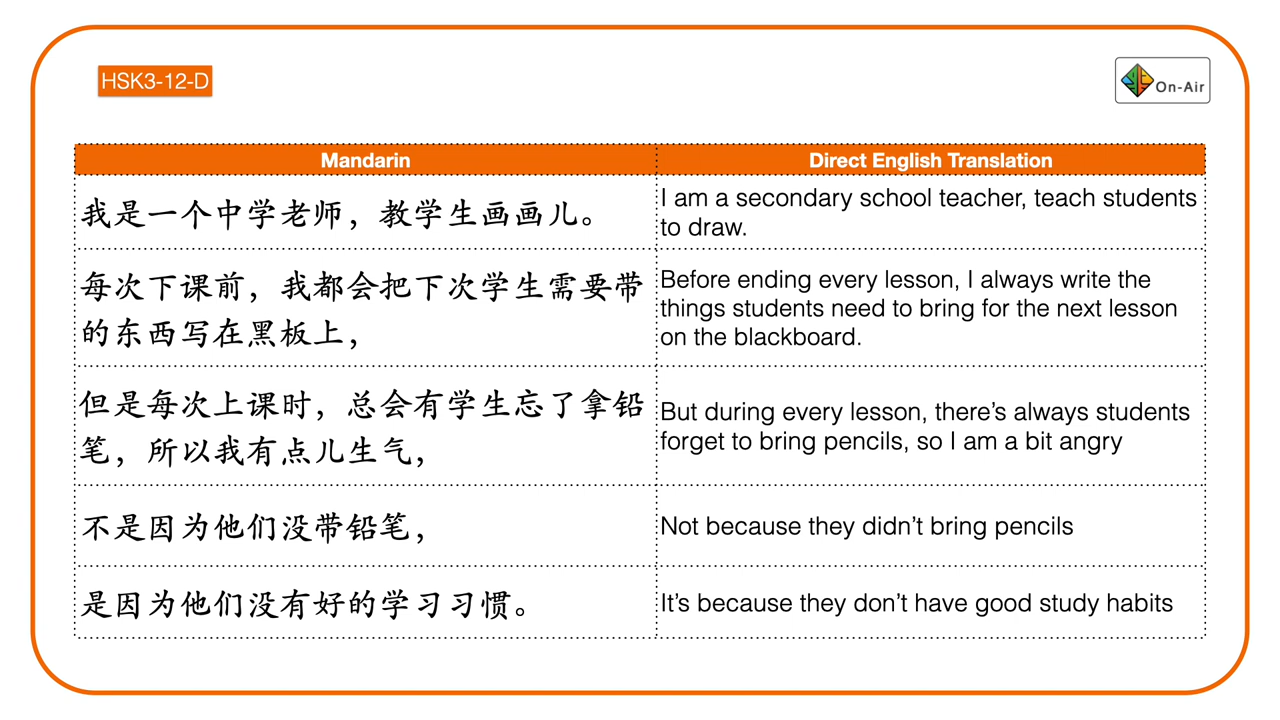 HSK3-12-D
On-Air
Mandarin
Direct English Translation
我是一个中学老师，教学生画画儿。
I am a secondary school teacher, teach students
to draw.
每次下课前，我都会把下次学生需要带
的东西写在黑板上，
Before ending every lesson, I always write the
things students need to bring for the next lesson
on the blackboard.
但是每次上课时，总会有学生忘了拿铅
笔，所以我有点儿生气，
But during every lesson, there’s always students
forget to bring pencils, so I am a bit angry
不是因为他们没带铅笔，
Not because they didn’t bring pencils
是因为他们没有好的学习习惯。
It’s because they don’t have good study habits